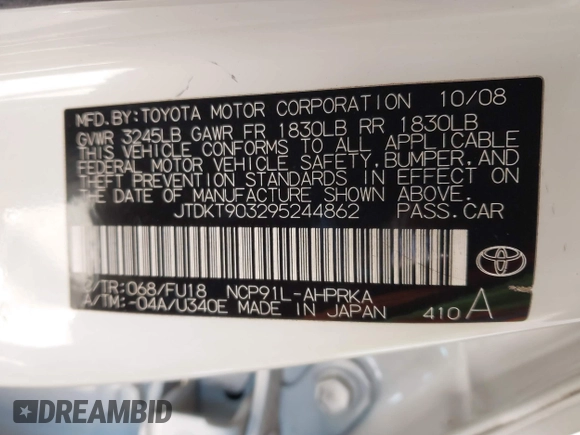 MFD. BY: TOYOTA MOTOR CORPORATION 10/08
GVWR 3245LB GAWR FR 1830LB RR 1830LB
THIS VEHICLE CONFORMS TO ALL APPLICABLE
FEDERAL MOTOR VEHICLE SAFETY, BUMPER, AND
THEFT PREVENTION STANDARDS IN EFFECT ON
THE DATE OF MANUFACTURE SHOWN ABOVE.
JTDKT903295244862 PASS. CAR
C/TR: 068/FU18 NCP91L-AHPRKA
A/TM: -04A/U340E MADE IN JAPAN 410 A
DREAMBID